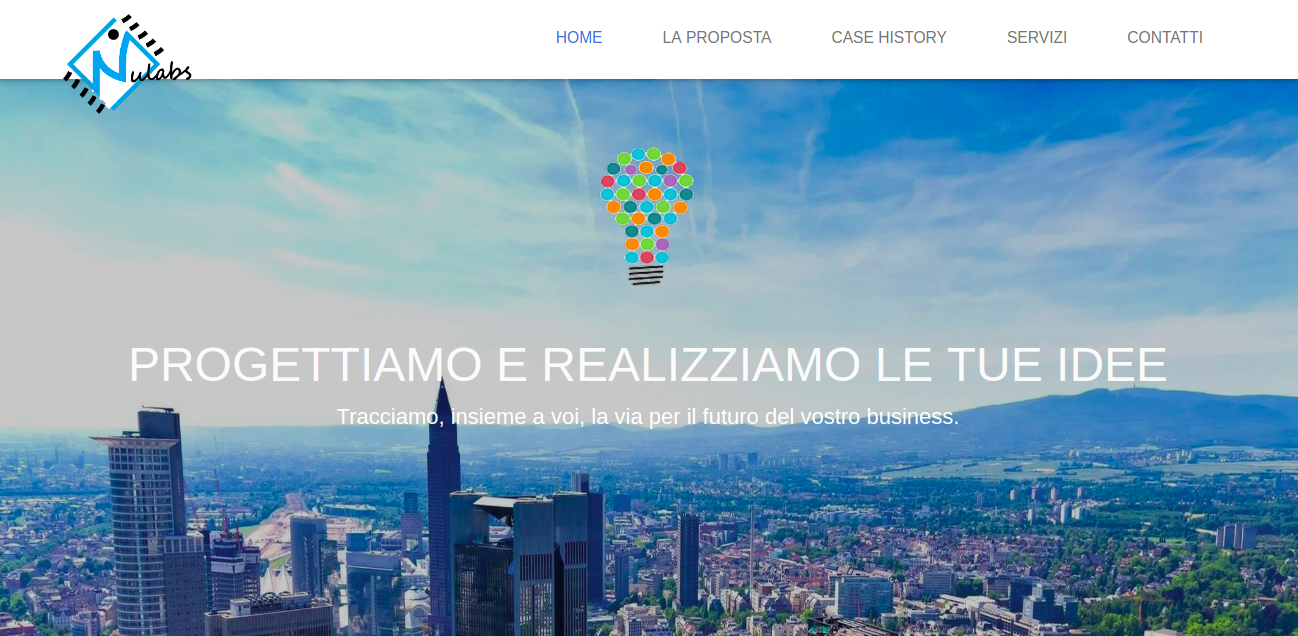 Nulabs
HOME LA PROPOSTA CASE HISTORY SERVIZI CONTATTI
PROGETTIAMO E REALIZZIAMO LE TUE IDEE
Tracciamo, insieme a voi, la via per il futuro del vostro business.